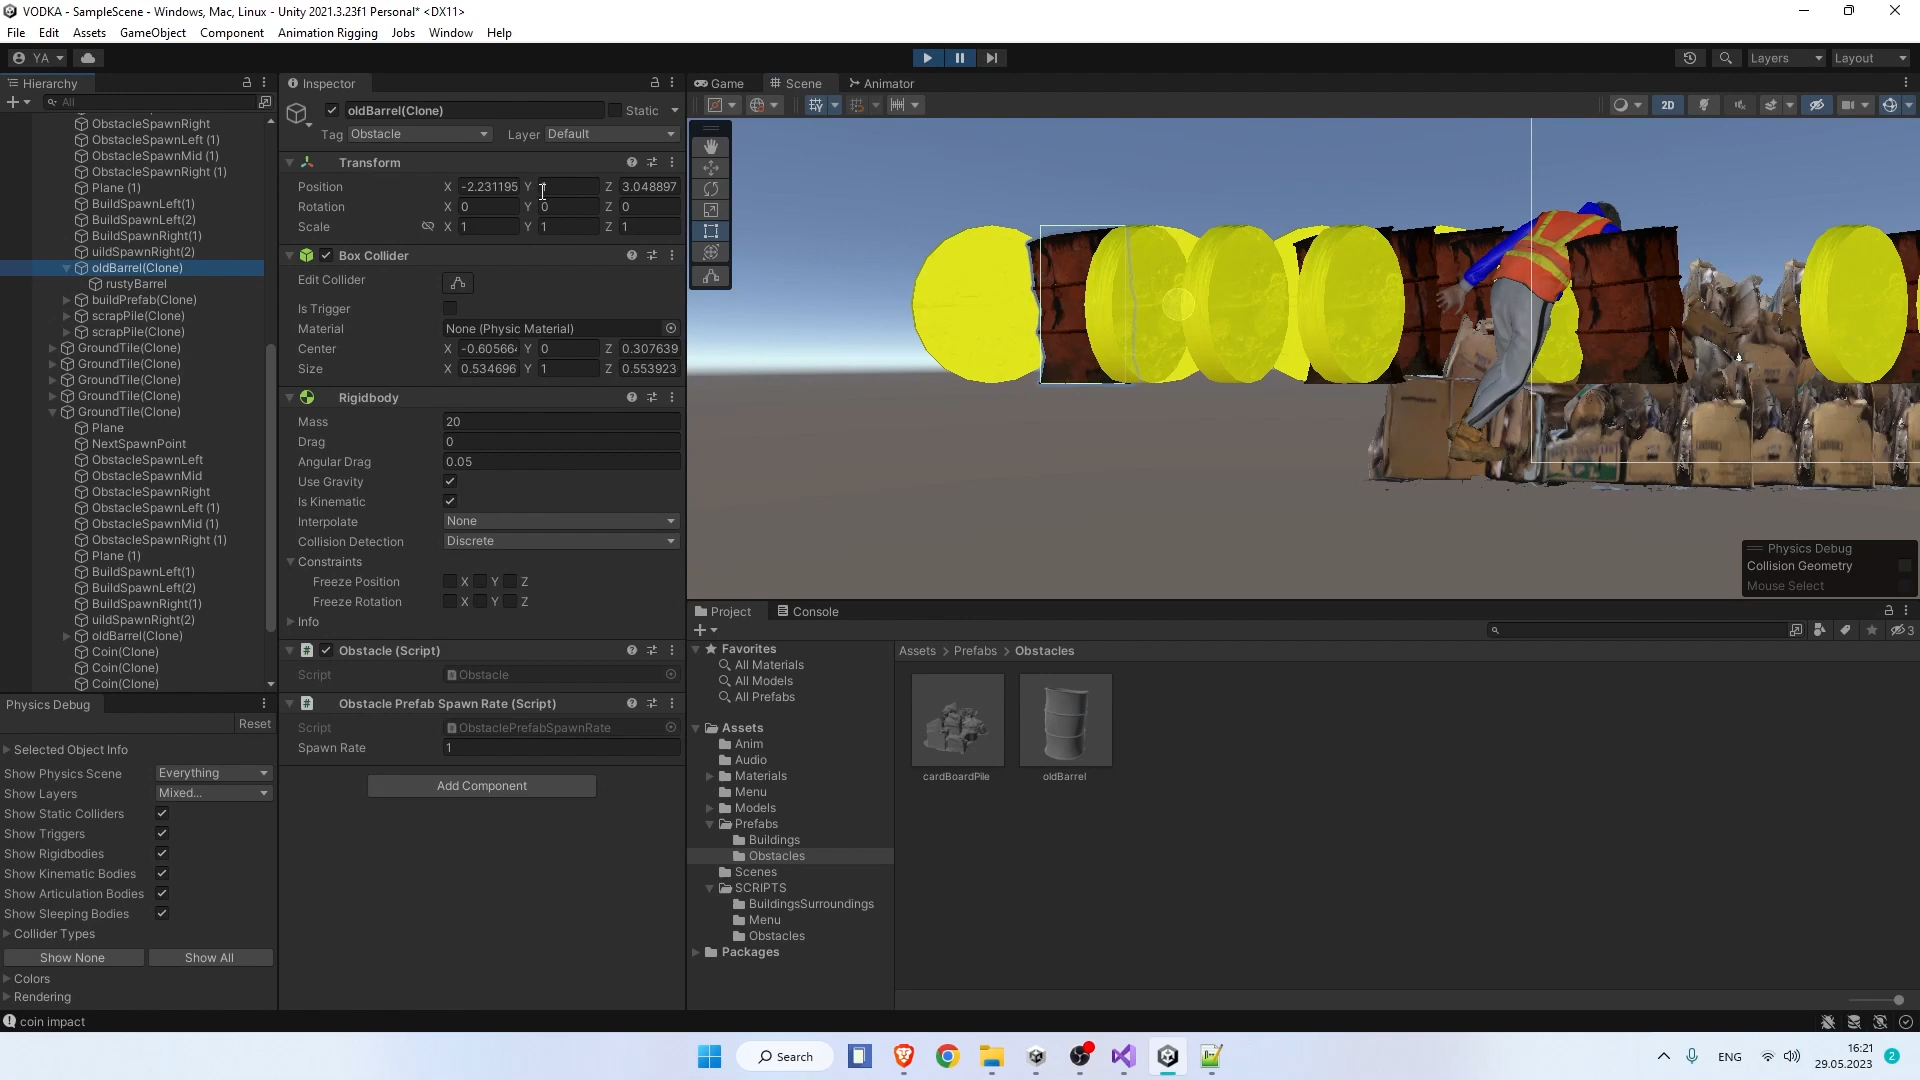 VODKA - SampleScene - Windows, Mac, Linux - Unity 2021.3.23f1 Personal* <DX11>
File Edit Assets GameObject Component Animation Rigging Jobs Window Help
YA Layers Layout
Hierarchy
All
ObstacleSpawnRight
ObstacleSpawnLeft (1)
ObstacleSpawnMid (1)
ObstacleSpawnRight (1)
Plane (1)
BuildSpawnLeft(1)
BuildSpawnLeft(2)
BuildSpawnRight(1)
uildSpawnRight(2)
oldBarrel(Clone)
rustyBarrel
buildPrefab(Clone)
scrapPile(Clone)
scrapPile(Clone)
GroundTile(Clone)
GroundTile(Clone)
GroundTile(Clone)
GroundTile(Clone)
GroundTile(Clone)
Plane
NextSpawnPoint
ObstacleSpawnLeft
ObstacleSpawnMid
ObstacleSpawnRight
ObstacleSpawnLeft (1)
ObstacleSpawnMid (1)
ObstacleSpawnRight (1)
Plane (1)
BuildSpawnLeft(1)
BuildSpawnLeft(2)
BuildSpawnRight(1)
uildSpawnRight(2)
oldBarrel(Clone)
Coin(Clone)
Coin(Clone)
Coin(Clone)
Physics Debug
Reset
Selected Object Info
Show Physics Scene Everything
Show Layers Mixed...
Show Static Colliders
Show Triggers
Show Rigidbodies
Show Kinematic Bodies
Show Articulation Bodies
Show Sleeping Bodies
Collider Types
Show None Show All
Colors
Rendering
coin impact
Inspector
oldBarrel(Clone) Static
Tag Obstacle Layer Default
Transform
Position X -2.231195 Y Z 3.048897
Rotation X 0 Y 0 Z 0
Scale X 1 Y 1 Z 1
Box Collider
Edit Collider
Is Trigger
Material None (Physic Material)
Center X -0.605664 Y 0 Z 0.307639
Size X 0.534696 Y 1 Z 0.553923
Rigidbody
Mass 20
Drag 0
Angular Drag 0.05
Use Gravity
Is Kinematic
Interpolate None
Collision Detection Discrete
Constraints
Freeze Position X Y Z
Freeze Rotation X Y Z
Info
Obstacle (Script)
Script Obstacle
Obstacle Prefab Spawn Rate (Script)
Script ObstaclePrefabSpawnRate
Spawn Rate 1
Add Component
Game Scene Animator
2D
Physics Debug
Collision Geometry
Mouse Select
Project Console
3
Favorites
All Materials
All Models
All Prefabs
Assets
Anim
Audio
Materials
Menu
Models
Prefabs
Buildings
Obstacles
Scenes
SCRIPTS
BuildingsSurroundings
Menu
Obstacles
Packages
Assets > Prefabs > Obstacles
cardBoardPile oldBarrel
Search
ENG
16:21
29.05.2023
2